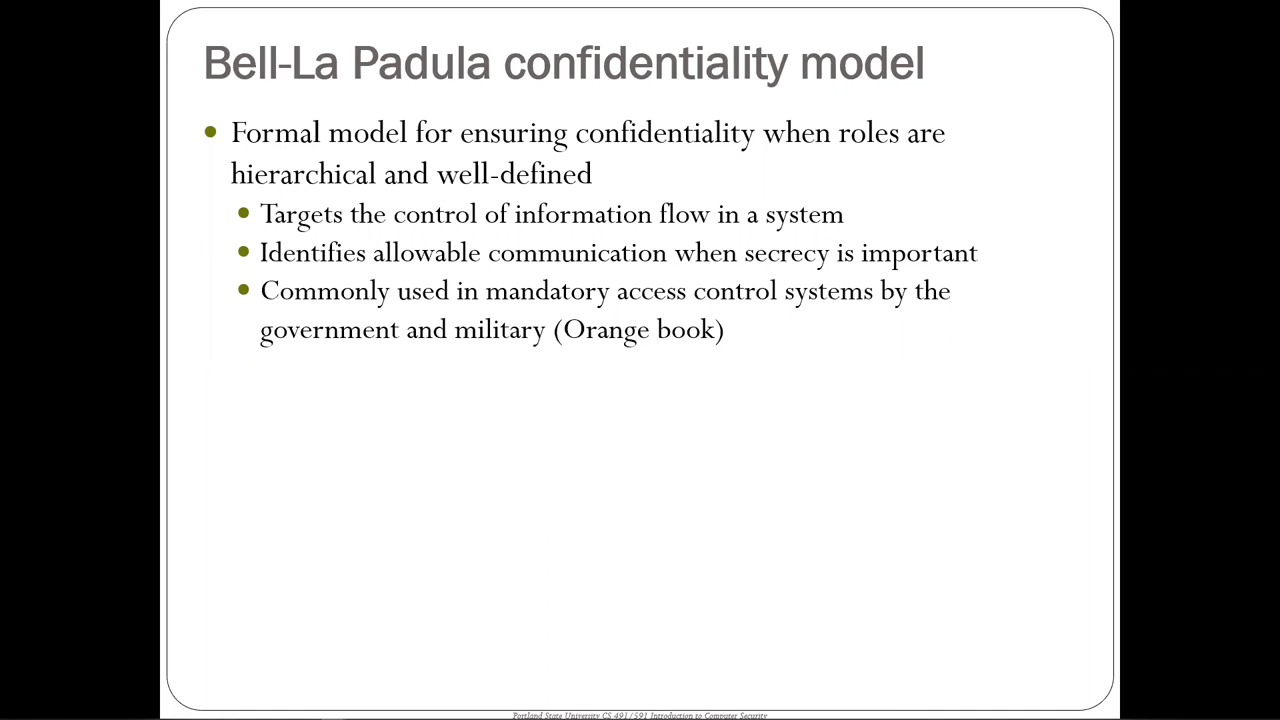 Bell-La Padula confidentiality model
• Formal model for ensuring confidentiality when roles are
hierarchical and well-defined
• Targets the control of information flow in a system
• Identifies allowable communication when secrecy is important
• Commonly used in mandatory access control systems by the
government and military (Orange book)
Portland State University CS 491/591 Introduction to Computer Security